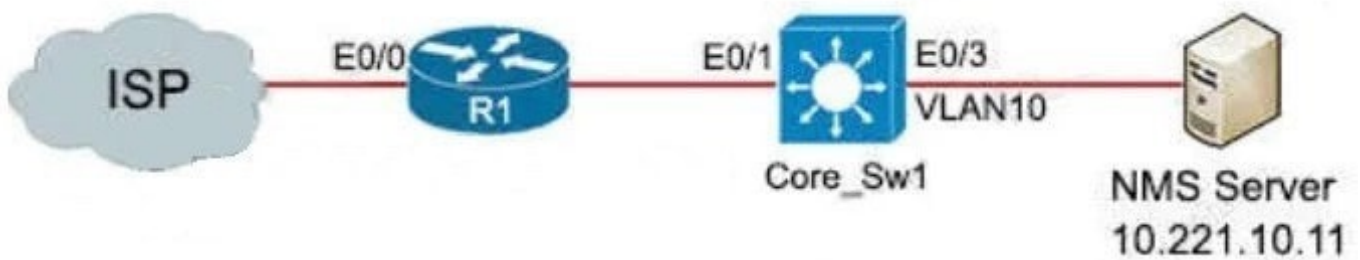 ISP
E0/0
R1
E0/1
E0/3
VLAN10
Core_Sw1
NMS Server
10.221.10.11